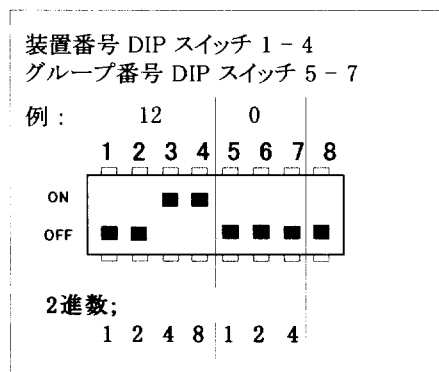 装置番号 DIP スイッチ 1 - 4
グループ番号 DIP スイッチ 5 - 7
例 : 12 0
1 2 3 4 5 6 7 8
ON
OFF
2進数;
1 2 4 8 1 2 4